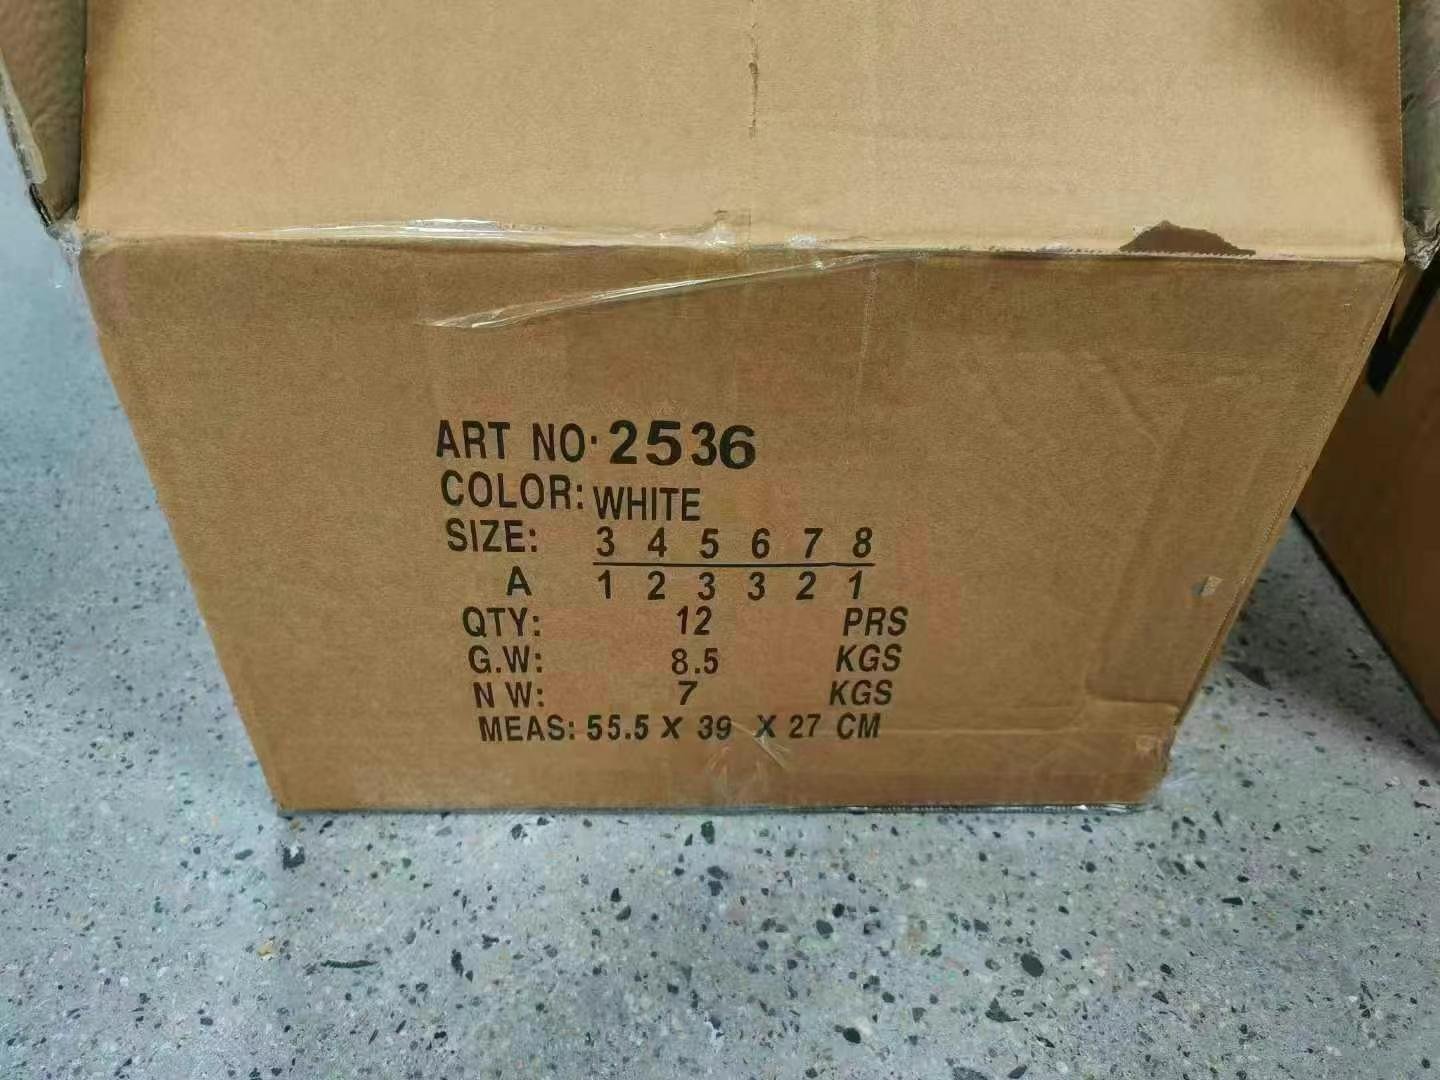 ART NO. 2536
COLOR: WHITE
SIZE: 3 4 5 6 7 8
A 1 2 3 3 2 1
QTY: 12 PRS
G.W: 8.5 KGS
N W: 7 KGS
MEAS: 55.5 X 39 X 27 CM